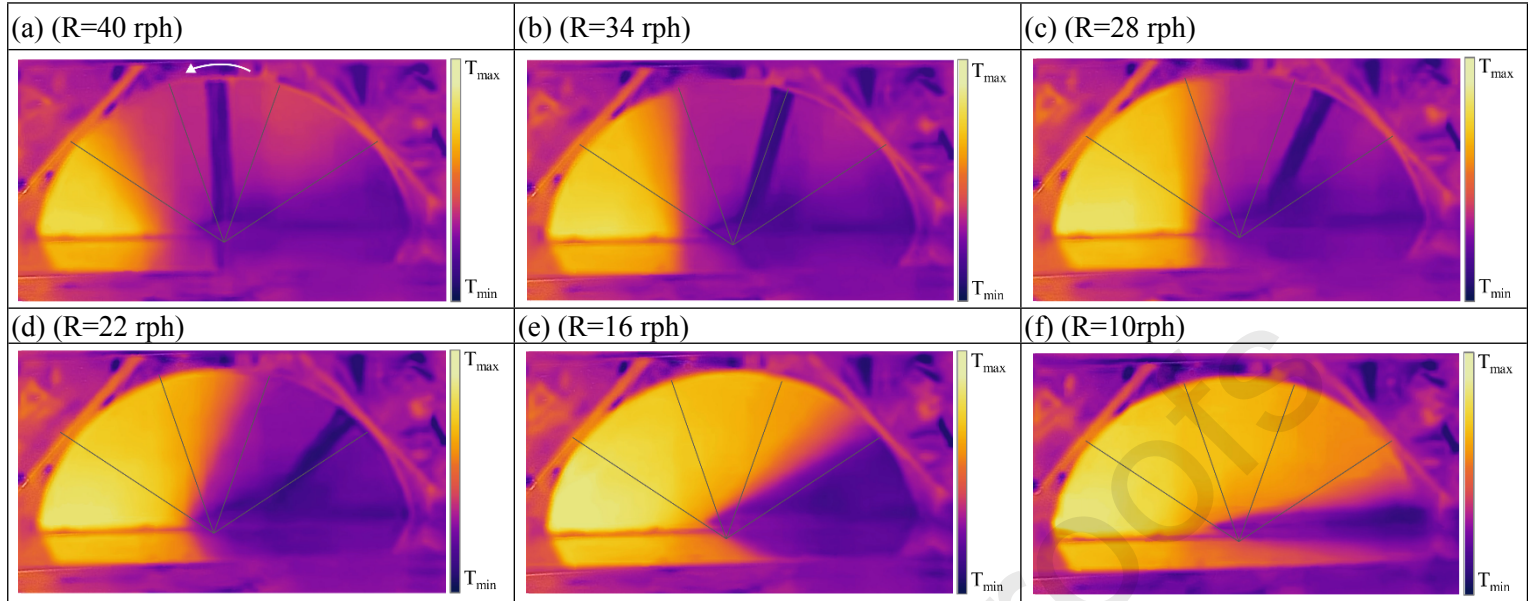 (a) (R=40 rph)
(b) (R=34 rph)
(c) (R=28 rph)
Tmax
Tmax
Tmax
Tmin
Tmin
Tmin
(d) (R=22 rph)
(e) (R=16 rph)
(f) (R=10rph)
Tmax
Tmax
Tmax
Tmin
Tmin
Tmin